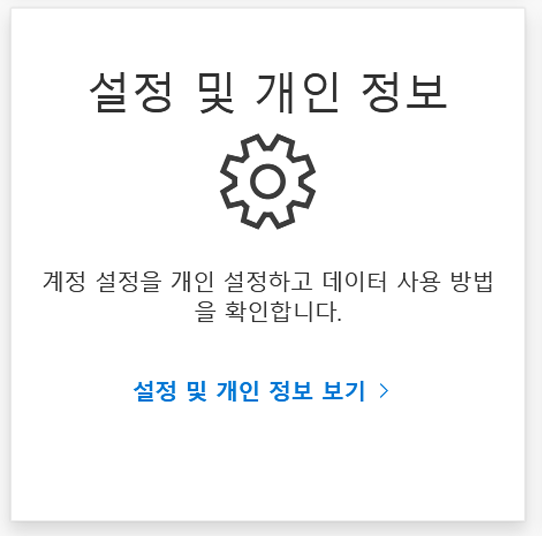 설정 및 개인 정보
계정 설정을 개인 설정하고 데이터 사용 방법
을 확인합니다.
설정 및 개인 정보 보기